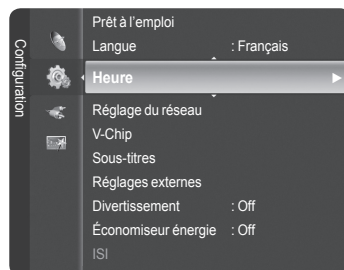 Configuration
Prêt à l'emploi
Langue : Français
Heure
Réglage du réseau
V-Chip
Sous-titres
Réglages externes
Divertissement : Off
Économiseur énergie : Off
ISI